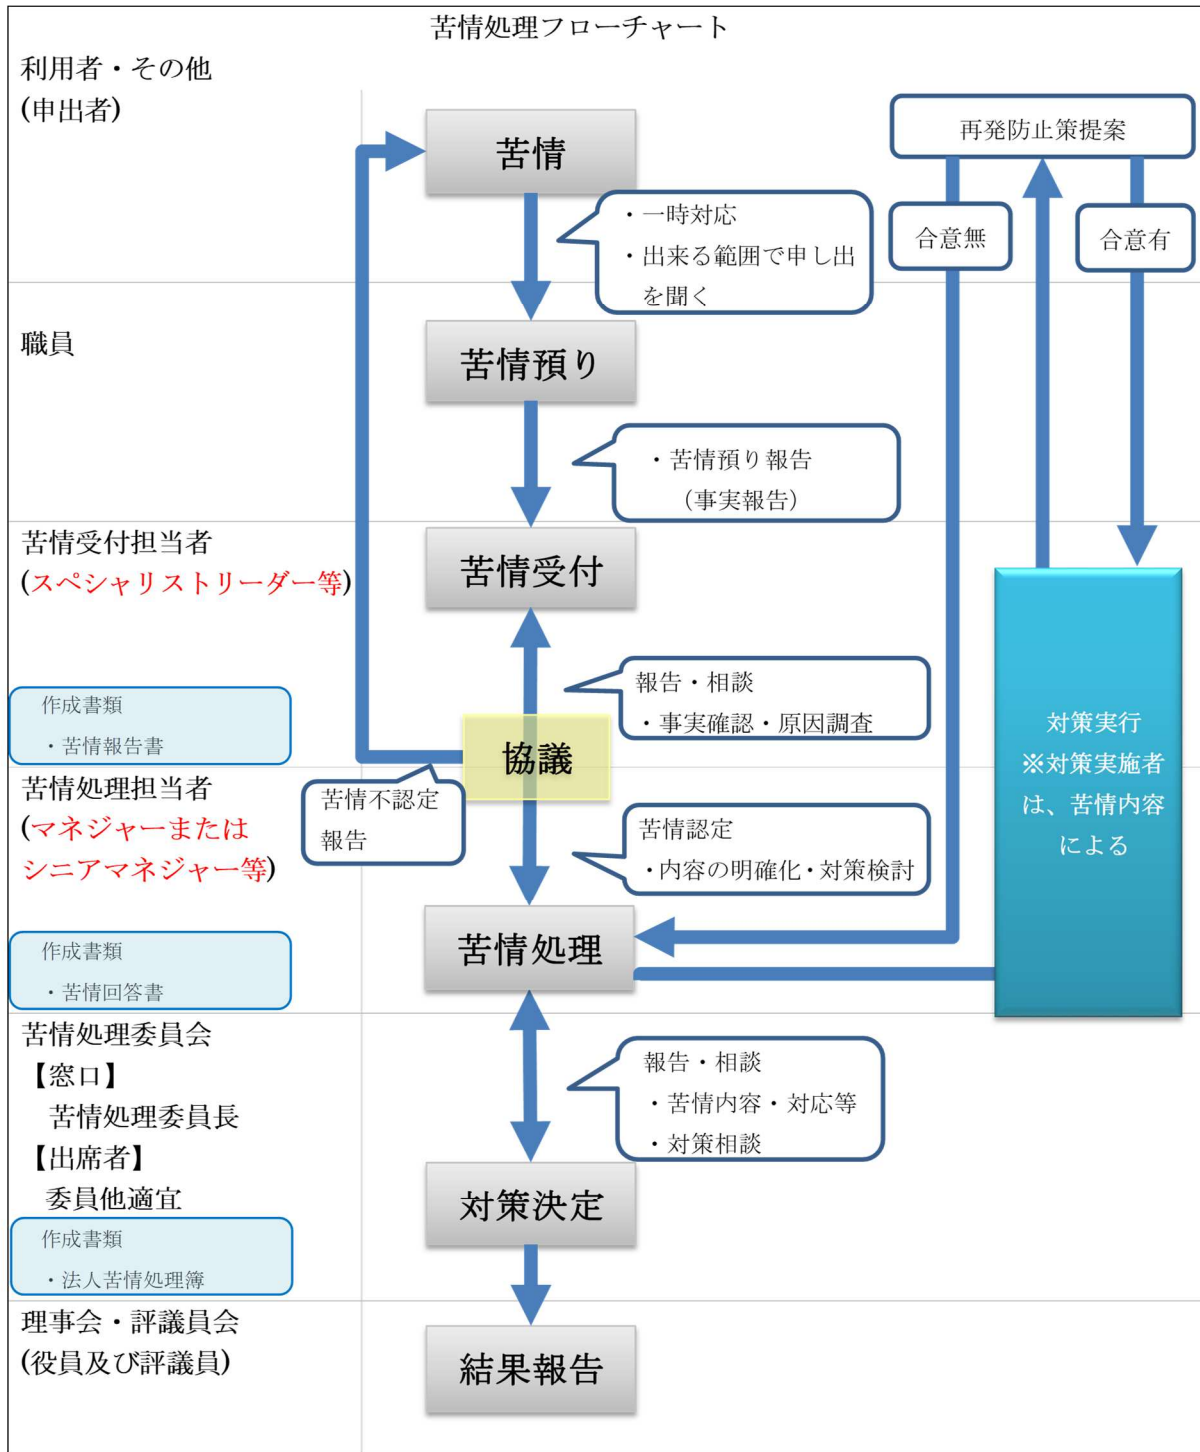 苦情処理フローチャート
利用者・その他
(申出者)
苦情
再発防止策提案
・一時対応
・出来る範囲で申し出
を聞く
合意無
合意有
職員
苦情預り
・苦情預り報告
（事実報告）
苦情受付担当者
(スペシャリストリーダー等)
苦情受付
作成書類
・苦情報告書
報告・相談
・事実確認・原因調査
協議
対策実行
※対策実施者
は、苦情内容
による
苦情処理担当者
(マネジャーまたは
シニアマネジャー等)
苦情不認定
報告
苦情認定
・内容の明確化・対策検討
苦情処理
作成書類
・苦情回答書
苦情処理委員会
【窓口】
苦情処理委員長
【出席者】
委員他適宜
報告・相談
・苦情内容・対応等
・対策相談
対策決定
作成書類
・法人苦情処理簿
理事会・評議員会
(役員及び評議員)
結果報告